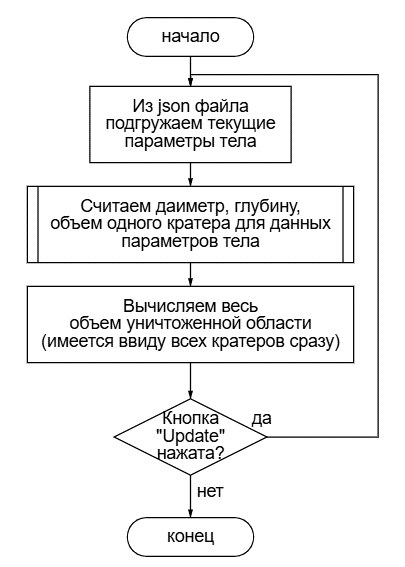 начало
Из json файла
подгружаем текущие
параметры тела
Считаем даиметр, глубину,
объем одного кратера для данных
параметров тела
Вычисляем весь
объем уничтоженной области
(имеется ввиду всех кратеров сразу)
Кнопка
"Update"
нажата?
да
нет
конец